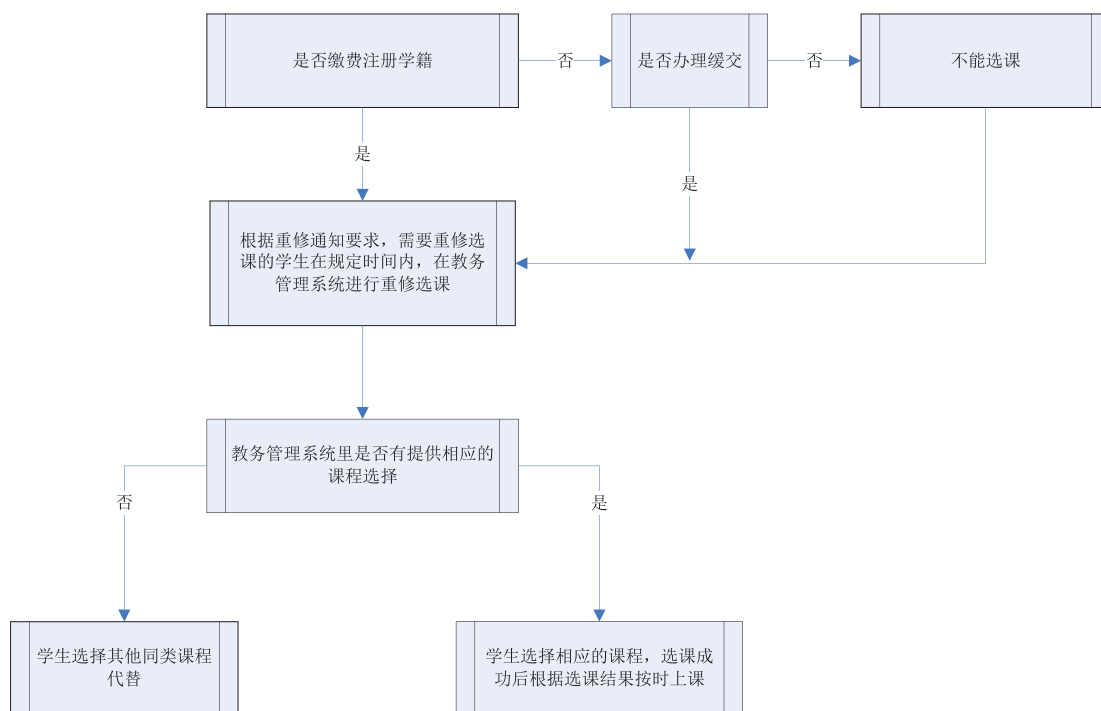 是否缴费注册学籍
否
是否办理缓交
否
不能选课
是
是
根据重修通知要求，需要重修选
课的学生在规定时间内，在教务
管理系统进行重修选课
教务管理系统里是否有提供相应的
课程选择
否
是
学生选择其他同类课程
代替
学生选择相应的课程，选课成
功后根据选课结果按时上课